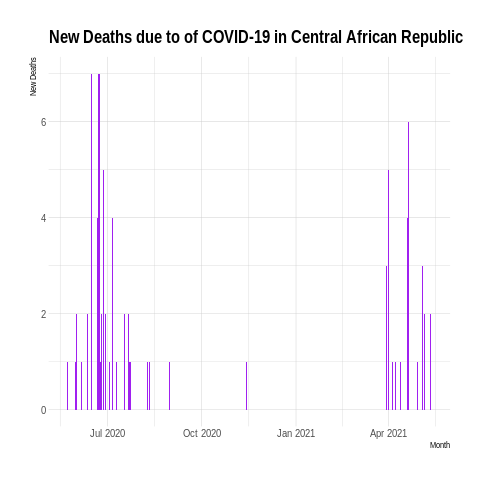 New Deaths due to of COVID-19 in Central African Republic
New Deaths
6
4
2
0
Jul 2020 Oct 2020 Jan 2021 Apr 2021
Month